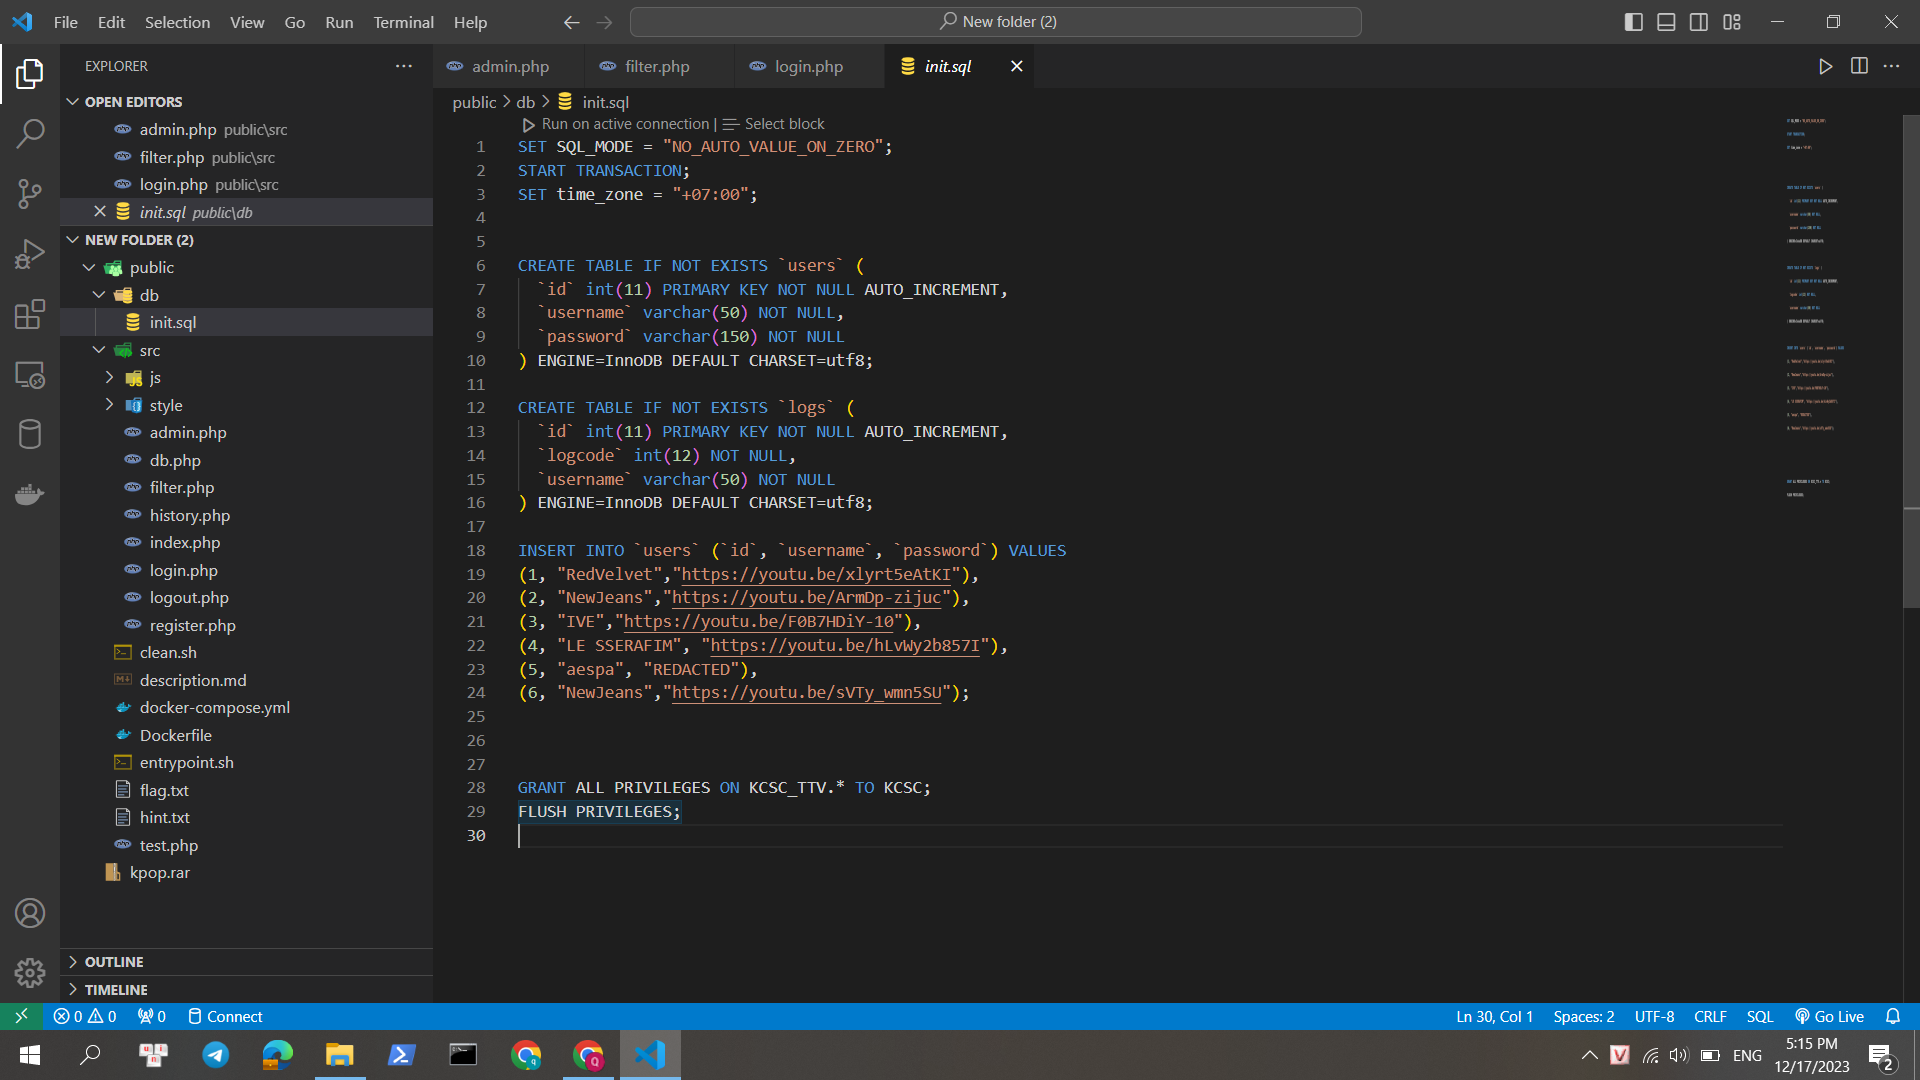 File Edit Selection View Go Run Terminal Help
New folder (2)
EXPLORER
OPEN EDITORS
admin.php public\src
filter.php public\src
login.php public\src
init.sql public\db
NEW FOLDER (2)
public
db
init.sql
src
js
style
admin.php
db.php
filter.php
history.php
index.php
login.php
logout.php
register.php
clean.sh
description.md
docker-compose.yml
Dockerfile
entrypoint.sh
flag.txt
hint.txt
test.php
kpop.rar
OUTLINE
TIMELINE
admin.php filter.php login.php init.sql
public > db > init.sql
Run on active connection | Select block
1 SET SQL_MODE = "NO_AUTO_VALUE_ON_ZERO";
2 START TRANSACTION;
3 SET time_zone = "+07:00";
4
5
6 CREATE TABLE IF NOT EXISTS `users` (
7 `id` int(11) PRIMARY KEY NOT NULL AUTO_INCREMENT,
8 `username` varchar(50) NOT NULL,
9 `password` varchar(150) NOT NULL
10 ) ENGINE=InnoDB DEFAULT CHARSET=utf8;
11
12 CREATE TABLE IF NOT EXISTS `logs` (
13 `id` int(11) PRIMARY KEY NOT NULL AUTO_INCREMENT,
14 `logcode` int(12) NOT NULL,
15 `username` varchar(50) NOT NULL
16 ) ENGINE=InnoDB DEFAULT CHARSET=utf8;
17
18 INSERT INTO `users` (`id`, `username`, `password`) VALUES
19 (1, "RedVelvet","https://youtu.be/xlyrt5eAtKI"),
20 (2, "NewJeans","https://youtu.be/ArmDp-zijuc"),
21 (3, "IVE","https://youtu.be/F0B7HDiY-10"),
22 (4, "LE SSERAFIM", "https://youtu.be/hLvWy2b857I"),
23 (5, "aespa", "REDACTED"),
24 (6, "NewJeans","https://youtu.be/sVTy_wmn5SU");
25
26
27
28 GRANT ALL PRIVILEGES ON KCSC_TTV.* TO KCSC;
29 FLUSH PRIVILEGES;
30
0 0 0 Connect
Ln 30, Col 1 Spaces: 2 UTF-8 CRLF SQL Go Live
ENG
5:15 PM
12/17/2023
2